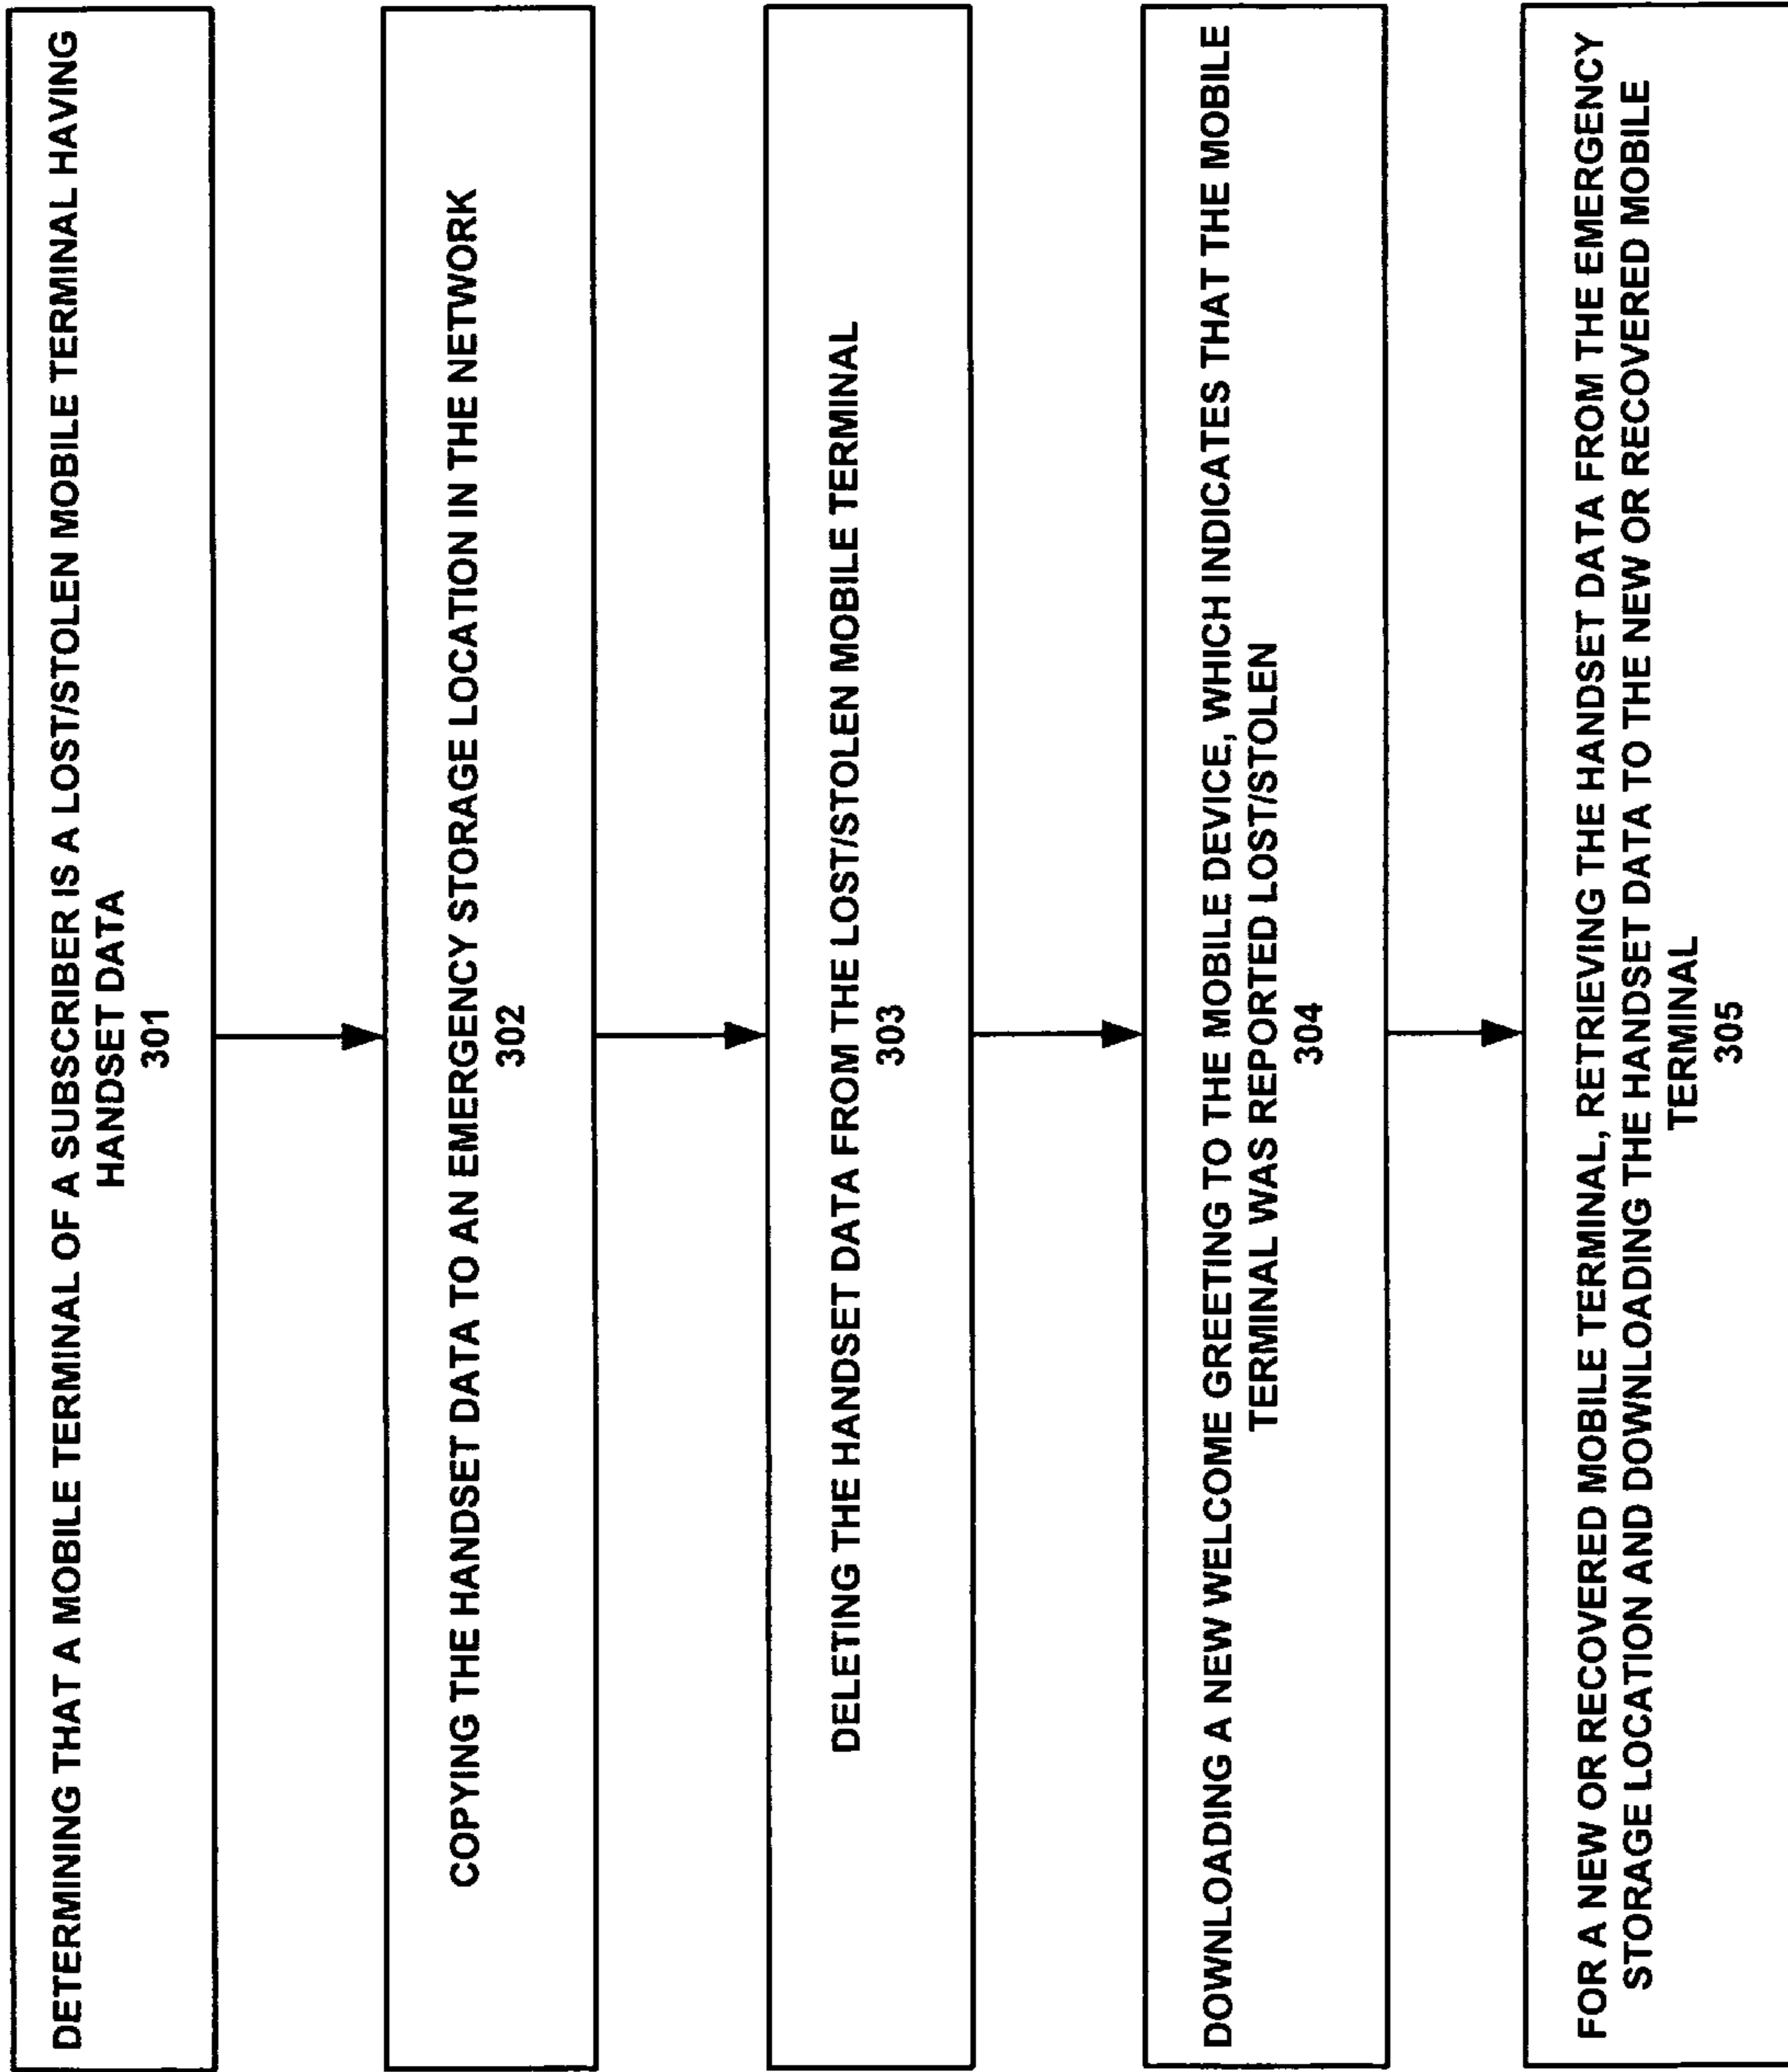 DETERMINING THAT A MOBILE TERMINAL OF A SUBSCRIBER IS A LOST/STOLEN MOBILE TERMINAL HAVING
HANDSET DATA
301
COPYING THE HANDSET DATA TO AN EMERGENCY STORAGE LOCATION IN THE NETWORK
302
DELETING THE HANDSET DATA FROM THE LOST/STOLEN MOBILE TERMINAL
303
DOWNLOADING A NEW WELCOME GREETING TO THE MOBILE DEVICE, WHICH INDICATES THAT THE MOBILE
TERMINAL WAS REPORTED LOST/STOLEN
304
FOR A NEW OR RECOVERED MOBILE TERMINAL, RETRIEVING THE HANDSET DATA FROM THE EMERGENCY
STORAGE LOCATION AND DOWNLOADING THE HANDSET DATA TO THE NEW OR RECOVERED MOBILE
TERMINAL
305